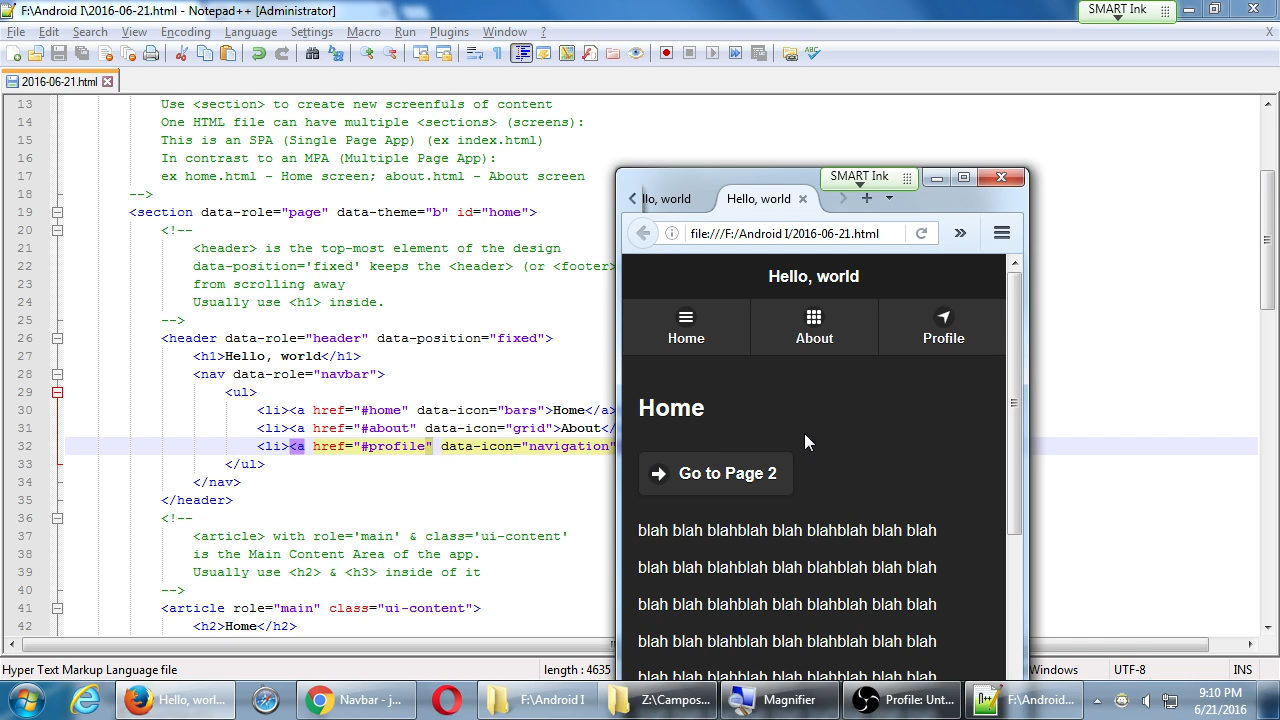 F:\Android I\2016-06-21.html - Notepad++ [Administrator]
SMART Ink
File Edit Search View Encoding Language Settings Macro Run Plugins Window ? X
2016-06-21.html
13 Use <section> to create new screenfuls of content
14 One HTML file can have multiple <sections> (screens):
15 This is an SPA (Single Page App) (ex index.html)
16 In contrast to an MPA (Multiple Page App):
17 ex home.html - Home screen; about.html - About screen
18 -->
19 <section data-role="page" data-theme="b" id="home">
20 <!--
21 <header> is the top-most element of the design
22 data-position='fixed' keeps the <header> (or <footer>
23 from scrolling away
24 Usually use <h1> inside.
25 -->
26 <header data-role="header" data-position="fixed">
27 <h1>Hello, world</h1>
28 <nav data-role="navbar">
29 <ul>
30 <li><a href="#home" data-icon="bars">Home</a>
31 <li><a href="#about" data-icon="grid">About</
32 <li><a href="#profile" data-icon="navigation"
33 </ul>
34 </nav>
35 </header>
36 <!--
37 <article> with role='main' & class='ui-content'
38 is the Main Content Area of the app.
39 Usually use <h2> & <h3> inside of it
40 -->
41 <article role="main" class="ui-content">
42 <h2>Home</h2>
SMART Ink
llo, world
Hello, world
file:///F:/Android I/2016-06-21.html
Hello, world
Home About Profile
Home
Go to Page 2
blah blah blahblah blah blahblah blah blah
blah blah blahblah blah blahblah blah blah
blah blah blahblah blah blahblah blah blah
blah blah blahblah blah blahblah blah blah
blah blah blahblah blah blahblah blah blah
Hyper Text Markup Language file length : 4635 Windows UTF-8 INS
Hello, worl... Navbar - j... F:\Android I Z:\Campos... Magnifier Profile: Unt... F:\Android...
9:10 PM
6/21/2016